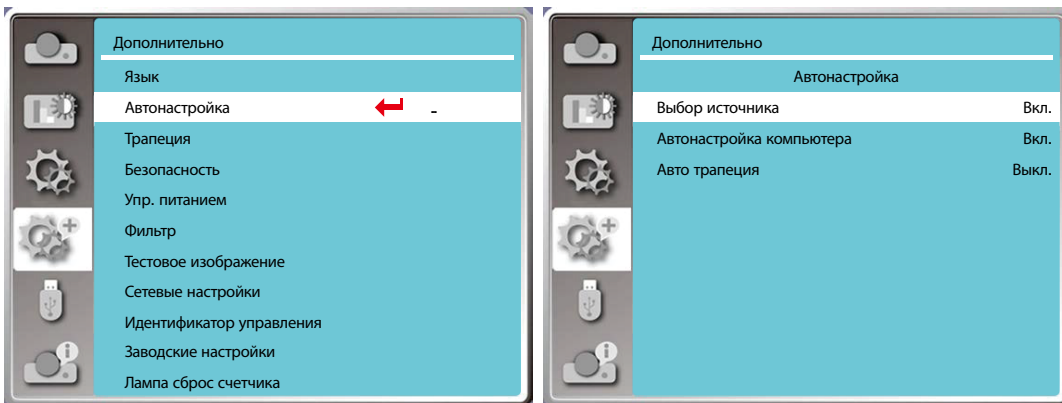 Дополнительно
Язык
Автонастройка -
Трапеция
Безопасность
Упр. питанием
Фильтр
Тестовое изображение
Сетевые настройки
Идентификатор управления
Заводские настройки
Лампа сброс счетчика
Дополнительно
Автонастройка
Выбор источника Вкл.
Автонастройка компьютера Вкл.
Авто трапеция Выкл.